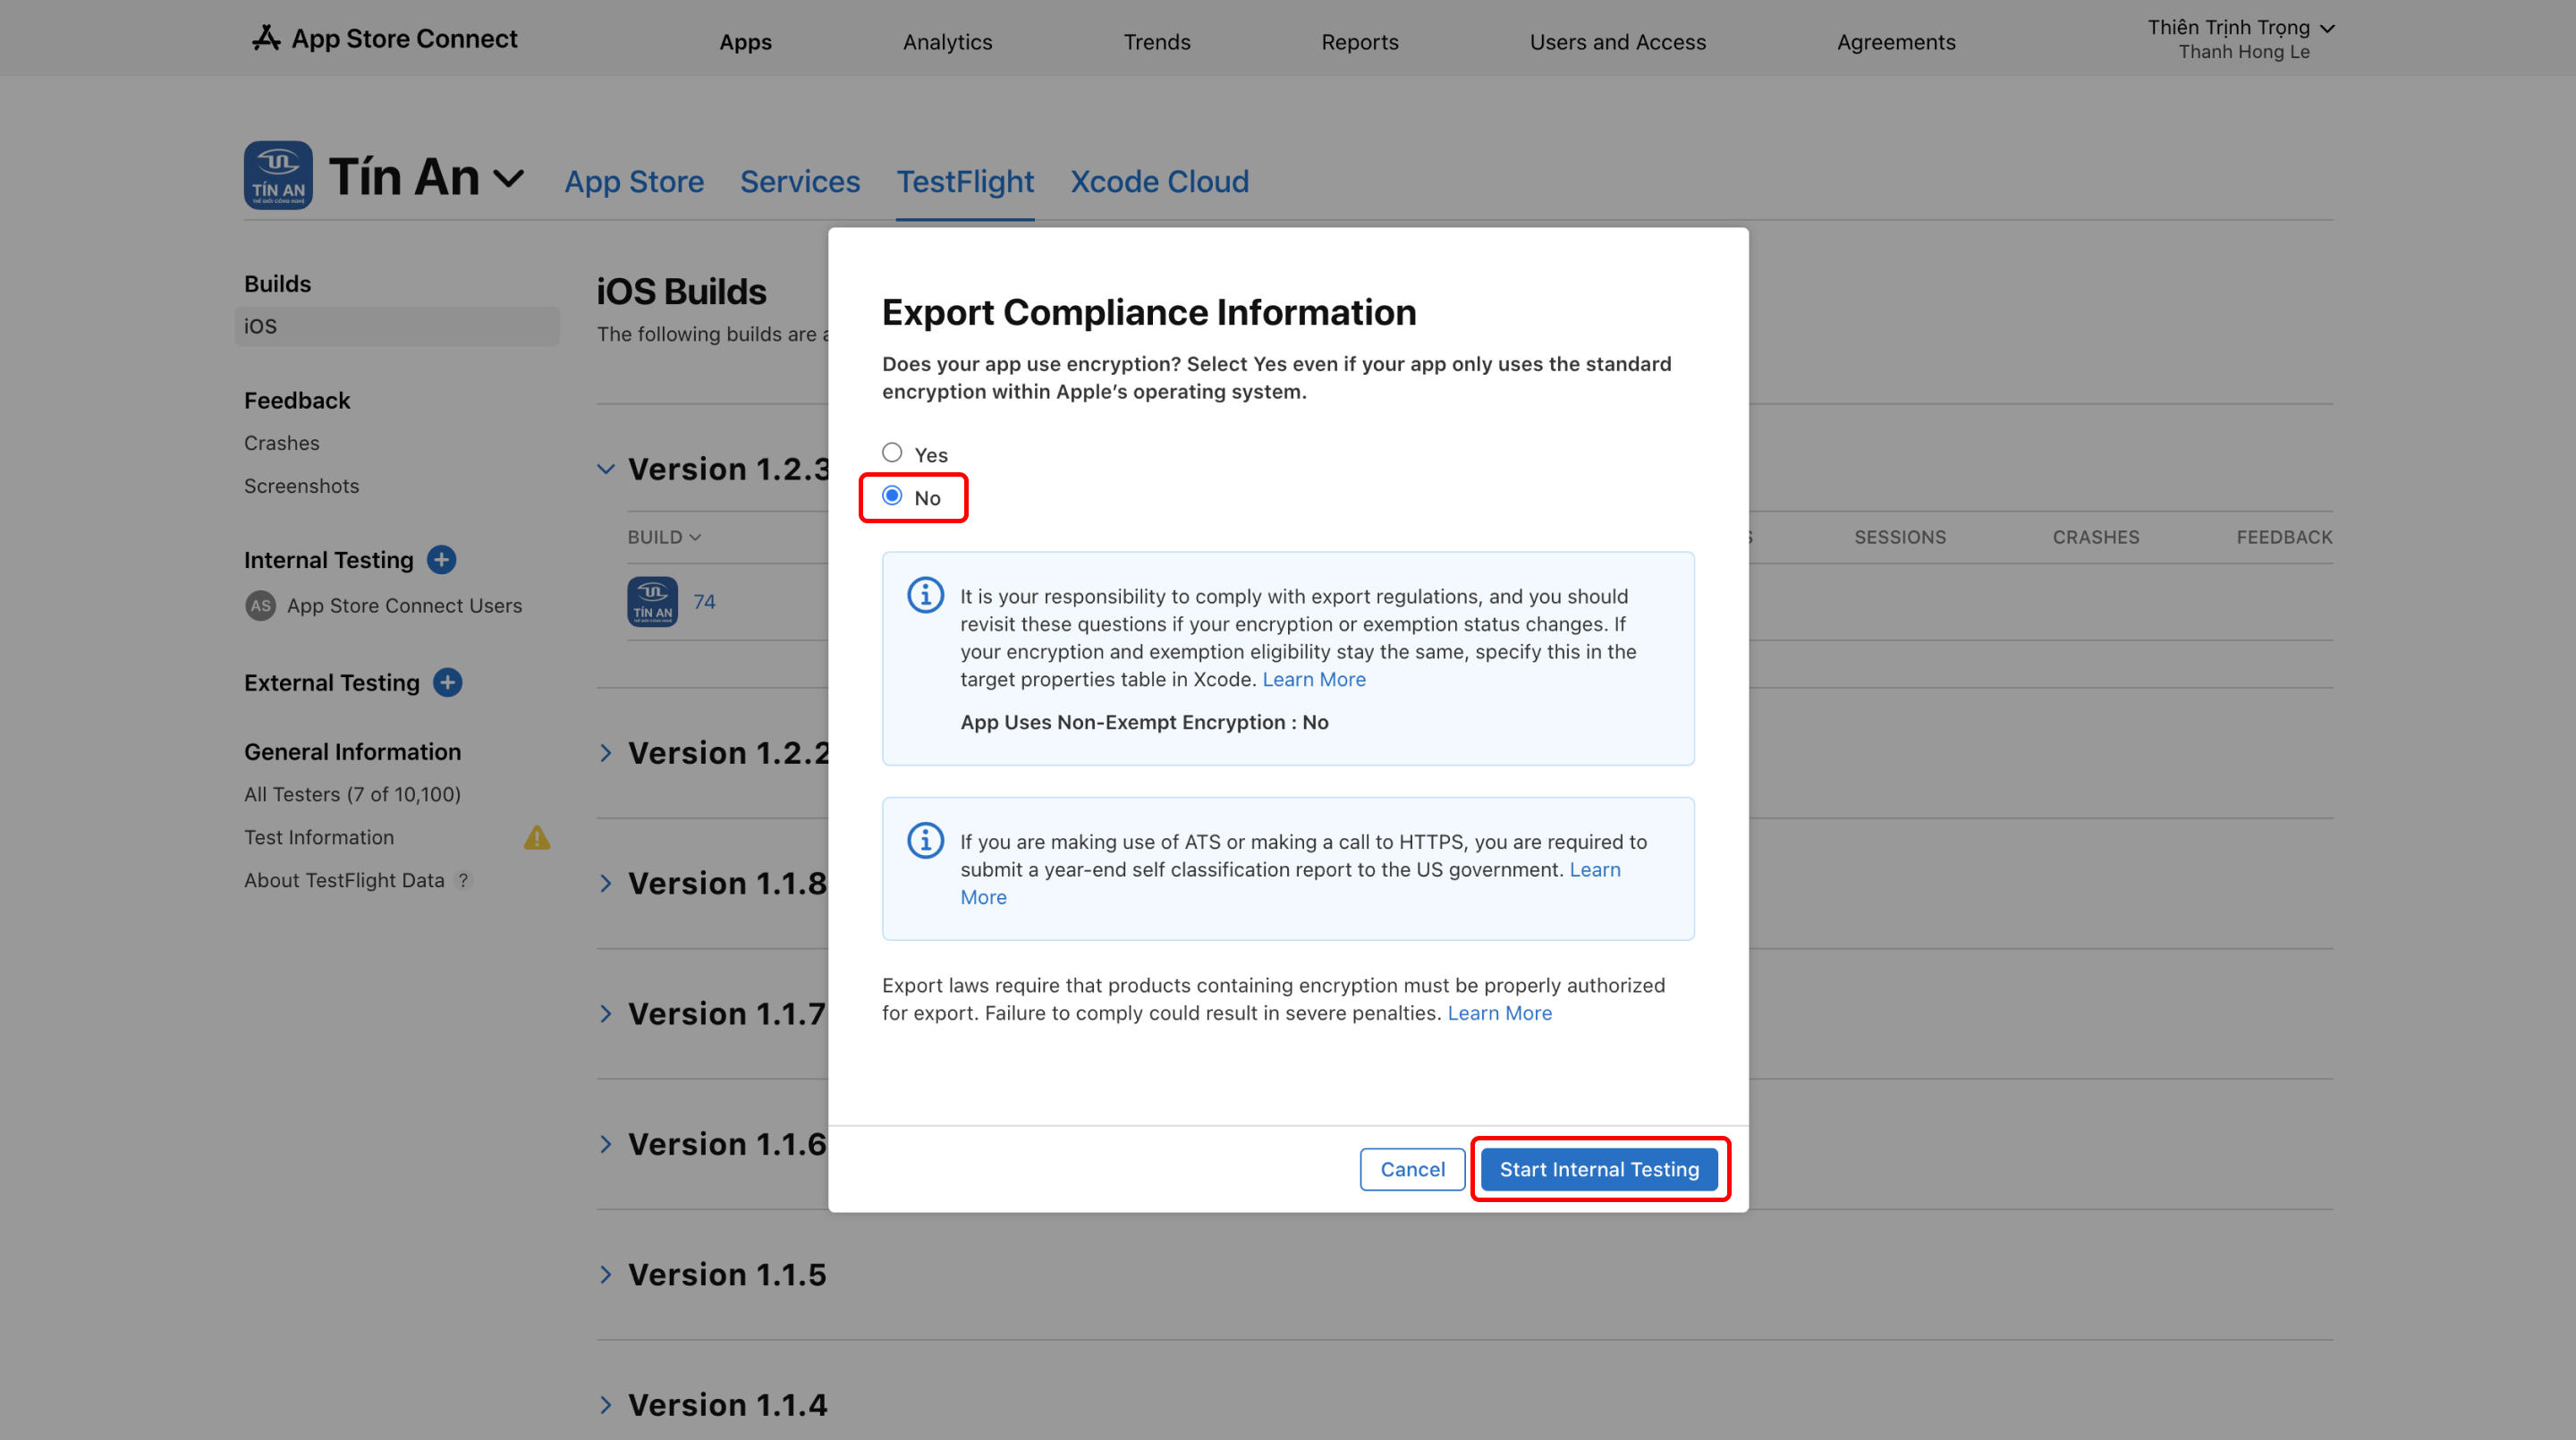 App Store Connect
Apps
Analytics
Trends
Reports
Users and Access
Agreements
Thiên Trịnh Trọng
Thanh Hong Le
TÍN AN
THẾ GIỚI CÔNG NGHỆ
Tín An
App Store
Services
TestFlight
Xcode Cloud
Builds
iOS
Feedback
Crashes
Screenshots
Internal Testing
AS App Store Connect Users
External Testing
General Information
All Testers (7 of 10,100)
Test Information
About TestFlight Data ?
iOS Builds
The following builds are a
Version 1.2.3
BUILD
S
SESSIONS
CRASHES
FEEDBACK
TÍN AN
74
Version 1.2.2
Version 1.1.8
Version 1.1.7
Version 1.1.6
Version 1.1.5
Version 1.1.4
Export Compliance Information
Does your app use encryption? Select Yes even if your app only uses the standard
encryption within Apple’s operating system.
Yes
No
It is your responsibility to comply with export regulations, and you should
revisit these questions if your encryption or exemption status changes. If
your encryption and exemption eligibility stay the same, specify this in the
target properties table in Xcode. Learn More
App Uses Non-Exempt Encryption : No
If you are making use of ATS or making a call to HTTPS, you are required to
submit a year-end self classification report to the US government. Learn
More
Export laws require that products containing encryption must be properly authorized
for export. Failure to comply could result in severe penalties. Learn More
Cancel
Start Internal Testing